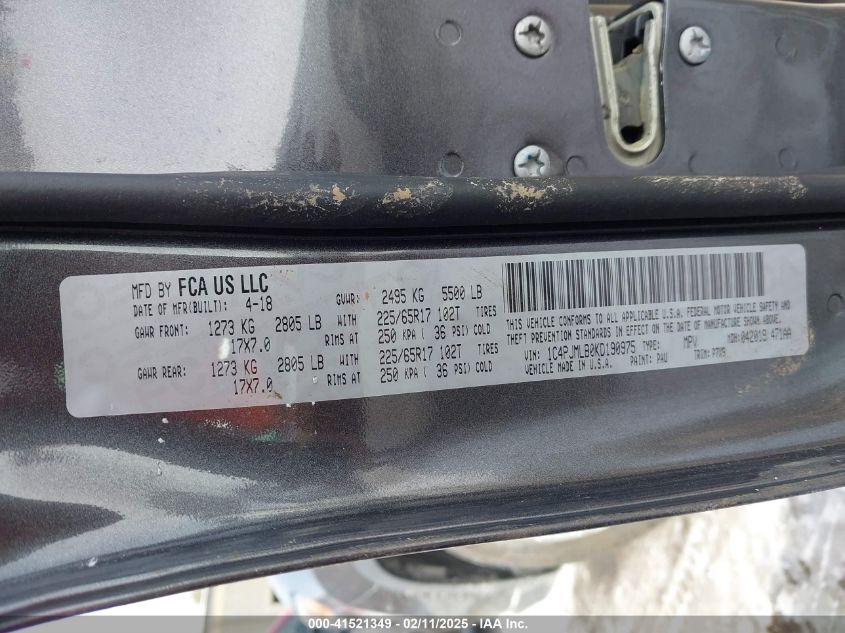 MFD BY FCA US LLC
DATE OF MFR(BUILT): 4-18 GVWR: 2495 KG 5500 LB
GAWR FRONT: 1273 KG 2805 LB WITH 225/65R17 102T TIRES
17X7.0 RIMS AT 250 KPA ( 36 PSI) COLD
GAWR REAR: 1273 KG 2805 LB WITH 225/65R17 102T TIRES
17X7.0 RIMS AT 250 KPA ( 36 PSI) COLD
THIS VEHICLE CONFORMS TO ALL APPLICABLE U.S.A. FEDERAL MOTOR VEHICLE SAFETY AND
THEFT PREVENTION STANDARDS IN EFFECT ON THE DATE OF MANUFACTURE SHOWN ABOVE.
VIN: 1C4PJMLB0KD190975 TYPE: MPV MDH: 042019 471AA
VEHICLE MADE IN U.S.A. PAINT: PAU TRIM:
000-41521349 - 02/11/2025 - IAA Inc.